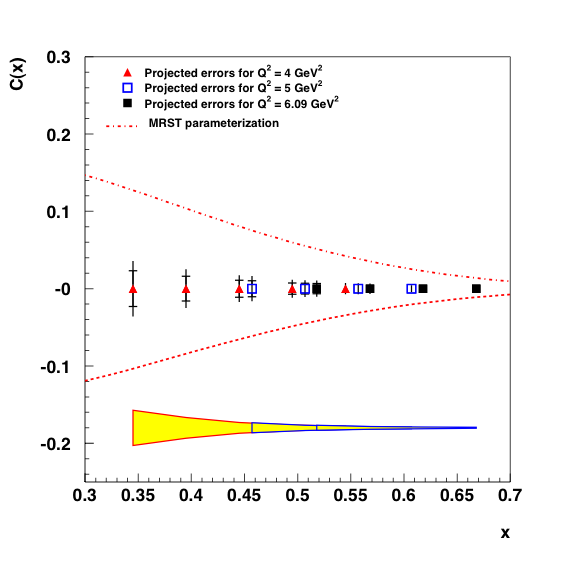 C(x)
Projected errors for Q² = 4 GeV²
Projected errors for Q² = 5 GeV²
Projected errors for Q² = 6.09 GeV²
MRST parameterization
0.3
0.2
0.1
-0
-0.1
-0.2
0.3 0.35 0.4 0.45 0.5 0.55 0.6 0.65 0.7
x